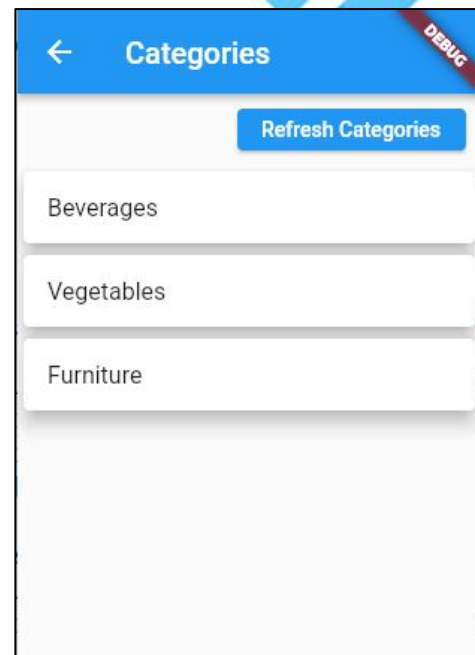 Categories
DEBUG
Refresh Categories
Beverages
Vegetables
Furniture